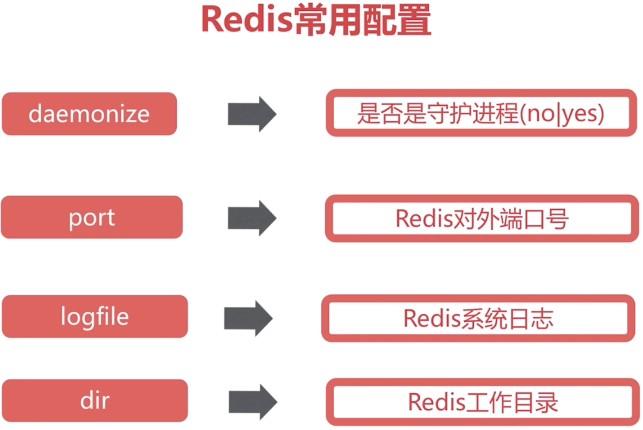 Redis常用配置
daemonize
是否是守护进程(no|yes)
port
Redis对外端口号
logfile
Redis系统日志
dir
Redis工作目录